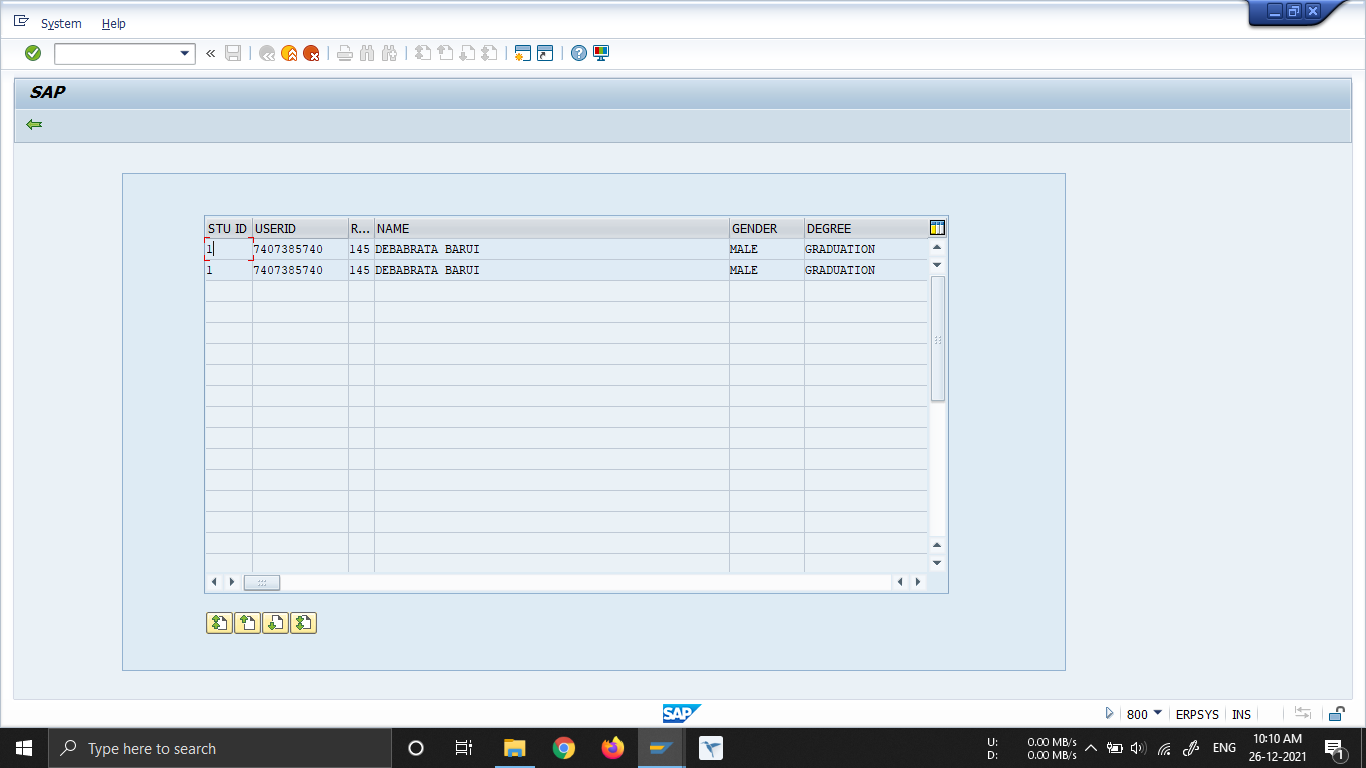 System Help
SAP
STU ID USERID R... NAME GENDER DEGREE
1 7407385740 145 DEBABRATA BARUI MALE GRADUATION
1 7407385740 145 DEBABRATA BARUI MALE GRADUATION
SAP
800 ERPSYS INS
Type here to search
U: 0.00 MB/s
D: 0.00 MB/s
ENG
10:10 AM
26-12-2021
1